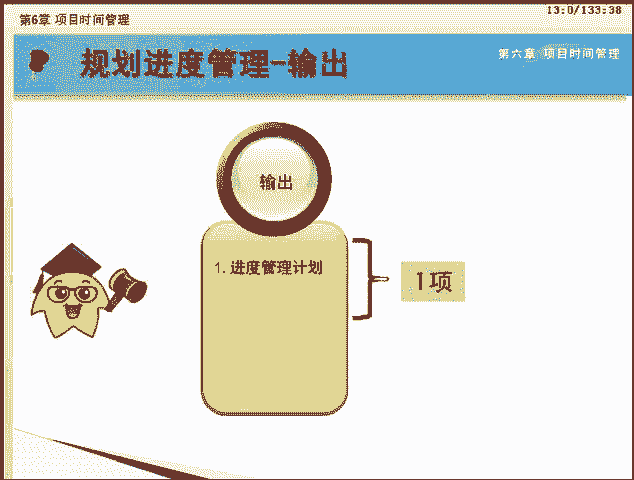 第6章 项目时间管理
13:0/133:38
规划进度管理-输出
第六章 项目时间管理
输出
1. 进度管理计划
1项